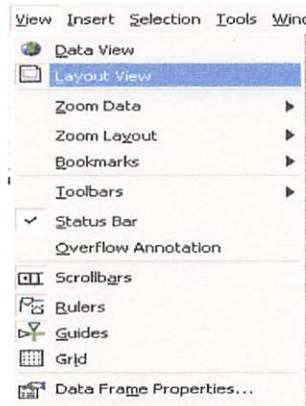 View Insert Selection Tools Wind
Data View
Layout View
Zoom Data
Zoom Layout
Bookmarks
Toolbars
Status Bar
Overflow Annotation
Scrollbars
Rulers
Guides
Grid
Data Frame Properties...